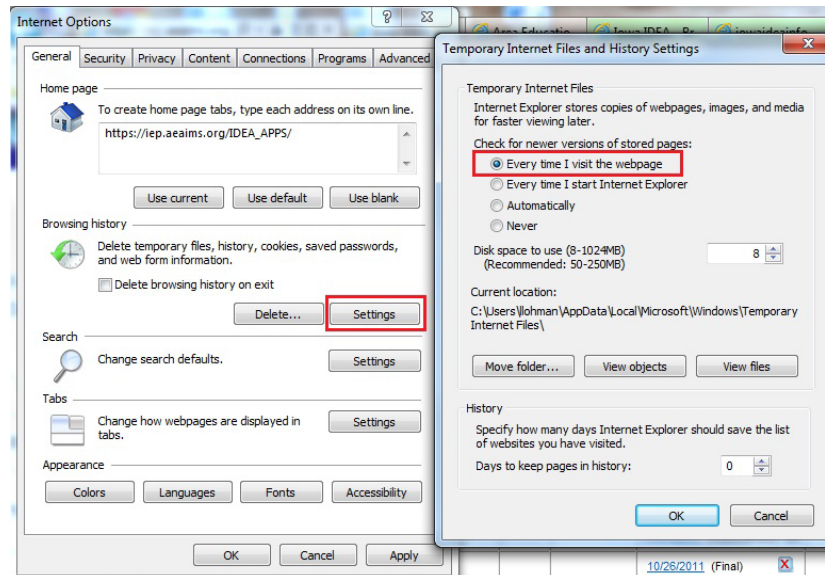 Internet Options
General Security Privacy Content Connections Programs Advanced
Home page
To create home page tabs, type each address on its own line.
https://iep.aeaims.org/IDEA_APPS/
Use current Use default Use blank
Browsing history
Delete temporary files, history, cookies, saved passwords,
and web form information.
Delete browsing history on exit
Delete... Settings
Search
Change search defaults.
Settings
Tabs
Change how webpages are displayed in
tabs.
Settings
Appearance
Colors Languages Fonts Accessibility
OK Cancel Apply
Temporary Internet Files and History Settings
Temporary Internet Files
Internet Explorer stores copies of webpages, images, and media
for faster viewing later.
Check for newer versions of stored pages:
Every time I visit the webpage
Every time I start Internet Explorer
Automatically
Never
Disk space to use (8-1024MB)
(Recommended: 50-250MB)
8
Current location:
C:\Users\llohman\AppData\Local\Microsoft\Windows\Temporary
Internet Files\
Move folder... View objects View files
History
Specify how many days Internet Explorer should save the list
of websites you have visited.
Days to keep pages in history: 0
OK Cancel
10/26/2011 (Final)